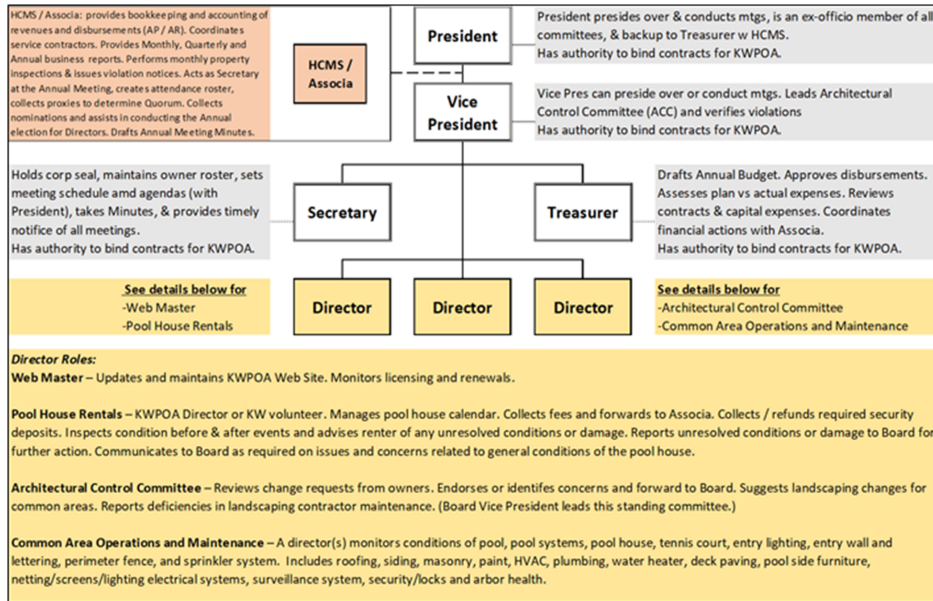 HCMS / Associa: provides bookkeeping and accounting of
revenues and disbursements (AP / AR). Coordinates
service contractors. Provides Monthly, Quarterly and
Annual business reports. Performs monthly property
inspections & issues violation notices. Acts as Secretary
at the Annual Meeting, creates attendance roster,
collects proxies to determine Quorum. Collects
nominations and assists in conducting the Annual
election for Directors. Drafts Annual Meeting Minutes.
HCMS /
Associa
President
President presides over & conducts mtgs, is an ex-officio member of all
committees, & backup to Treasurer w HCMS.
Has authority to bind contracts for KWPOA.
Vice
President
Vice Pres can preside over or conduct mtgs. Leads Architectural
Control Committee (ACC) and verifies violations
Has authority to bind contracts for KWPOA.
Holds corp seal, maintains owner roster, sets
meeting schedule amd agendas (with
President), takes Minutes, & provides timely
notifice of all meetings.
Has authority to bind contracts for KWPOA.
Secretary
Treasurer
Drafts Annual Budget. Approves disbursements.
Assesses plan vs actual expenses. Reviews
contracts & capital expenses. Coordinates
financial actions with Associa.
Has authority to bind contracts for KWPOA.
See details below for
-Web Master
-Pool House Rentals
Director
Director
Director
See details below for
-Architectural Control Committee
-Common Area Operations and Maintenance
Director Roles:
Web Master – Updates and maintains KWPOA Web Site. Monitors licensing and renewals.
Pool House Rentals – KWPOA Director or KW volunteer. Manages pool house calendar. Collects fees and forwards to Associa. Collects / refunds required security
deposits. Inspects condition before & after events and advises renter of any unresolved conditions or damage. Reports unresolved conditions or damage to Board for
further action. Communicates to Board as required on issues and concerns related to general conditions of the pool house.
Architectural Control Committee – Reviews change requests from owners. Endorses or identifes concerns and forward to Board. Suggests landscaping changes for
common areas. Reports deficiencies in landscaping contractor maintenance. (Board Vice President leads this standing committee.)
Common Area Operations and Maintenance – A director(s) monitors conditions of pool, pool systems, pool house, tennis court, entry lighting, entry wall and
lettering, perimeter fence, and sprinkler system. Includes roofing, siding, masonry, paint, HVAC, plumbing, water heater, deck paving, pool side furniture,
netting/screens/lighting electrical systems, surveillance system, security/locks and arbor health.